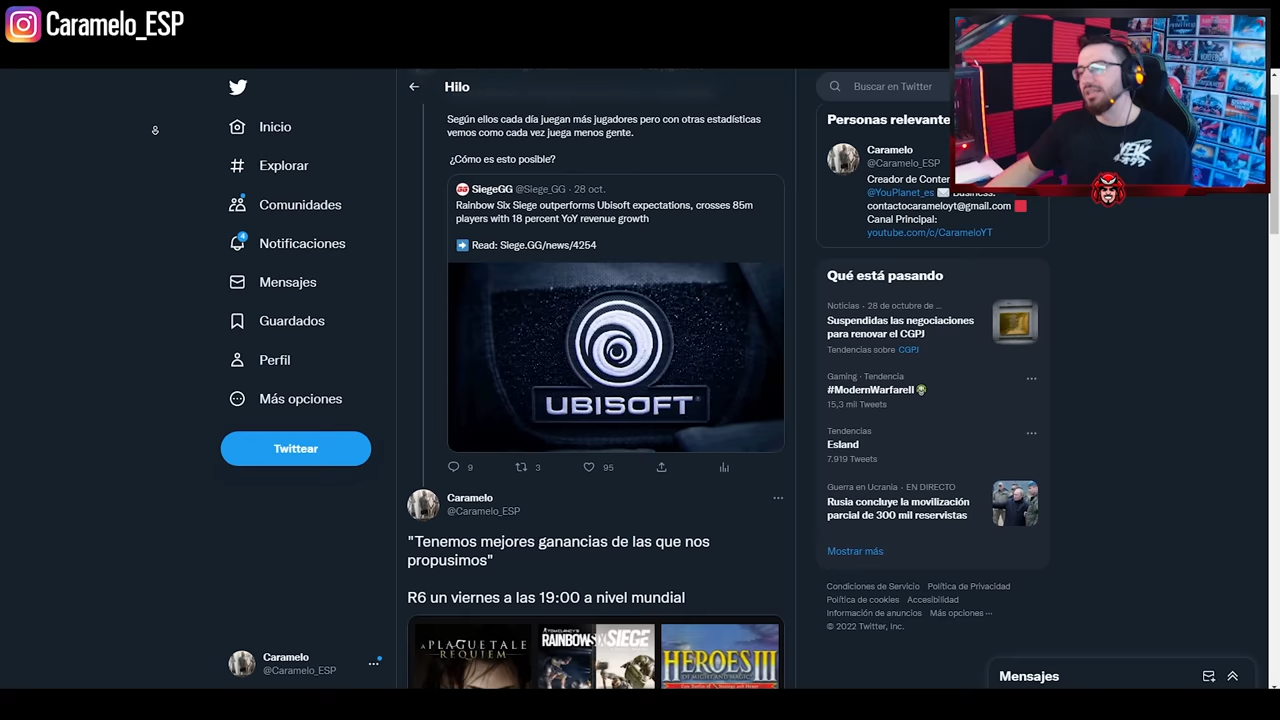 Caramelo_ESP
Inicio
Explorar
Comunidades
4
Notificaciones
Mensajes
Guardados
Perfil
Más opciones
Twittear
Caramelo
@Caramelo_ESP
Hilo
Según ellos cada día juegan más jugadores pero con otras estadísticas
vemos como cada vez juega menos gente.
¿Cómo es esto posible?
SiegeGG @Siege_GG · 28 oct.
Rainbow Six Siege outperforms Ubisoft expectations, crosses 85m
players with 18 percent YoY revenue growth
Read: Siege.GG/news/4254
UBISOFT
9 3 95
Caramelo
@Caramelo_ESP
"Tenemos mejores ganancias de las que nos
propusimos"
R6 un viernes a las 19:00 a nivel mundial
A PLAGUE TALE
REQUIEM
TOM CLANCY'S
RAINBOW SIX SIEGE
HEROES III
OF MIGHT AND MAGIC
Buscar en Twitter
Personas relevante
Caramelo
@Caramelo_ESP
Creador de Conter
@YouPlanet_es Business:
contactocarameloyt@gmail.com
Canal Principal:
youtube.com/c/CarameloYT
Qué está pasando
Noticias · 28 de octubre de ...
Suspendidas las negociaciones
para renovar el CGPJ
Tendencias sobre CGPJ
Gaming · Tendencia
#ModernWarfareII
15,3 mil Tweets
Tendencias
Esland
7.919 Tweets
Guerra en Ucrania · EN DIRECTO
Rusia concluye la movilización
parcial de 300 mil reservistas
Mostrar más
Condiciones de Servicio Política de Privacidad
Política de cookies Accesibilidad
Información de anuncios Más opciones ···
© 2022 Twitter, Inc.
Mensajes